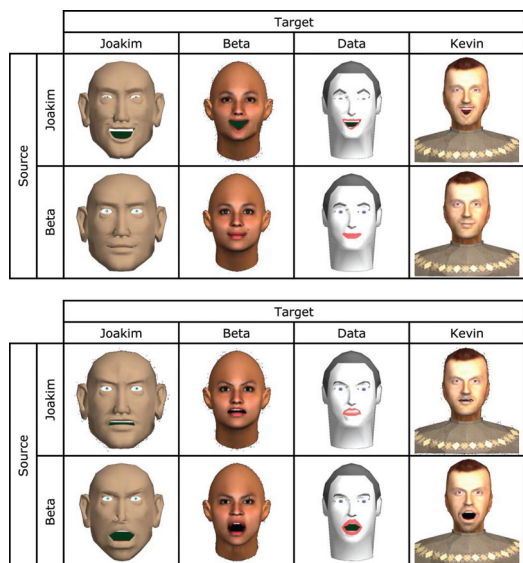 Target
Joakim Beta Data Kevin
Source
Joakim
Beta
Target
Joakim Beta Data Kevin
Source
Joakim
Beta